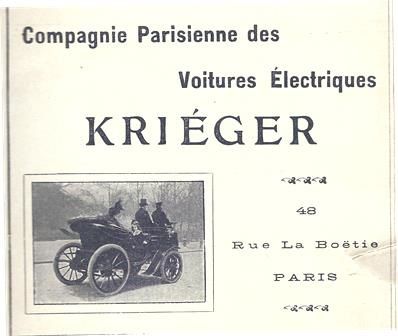 Compagnie Parisienne des
Voitures Électriques
KRIÉGER
48
Rue La Boëtie
PARIS